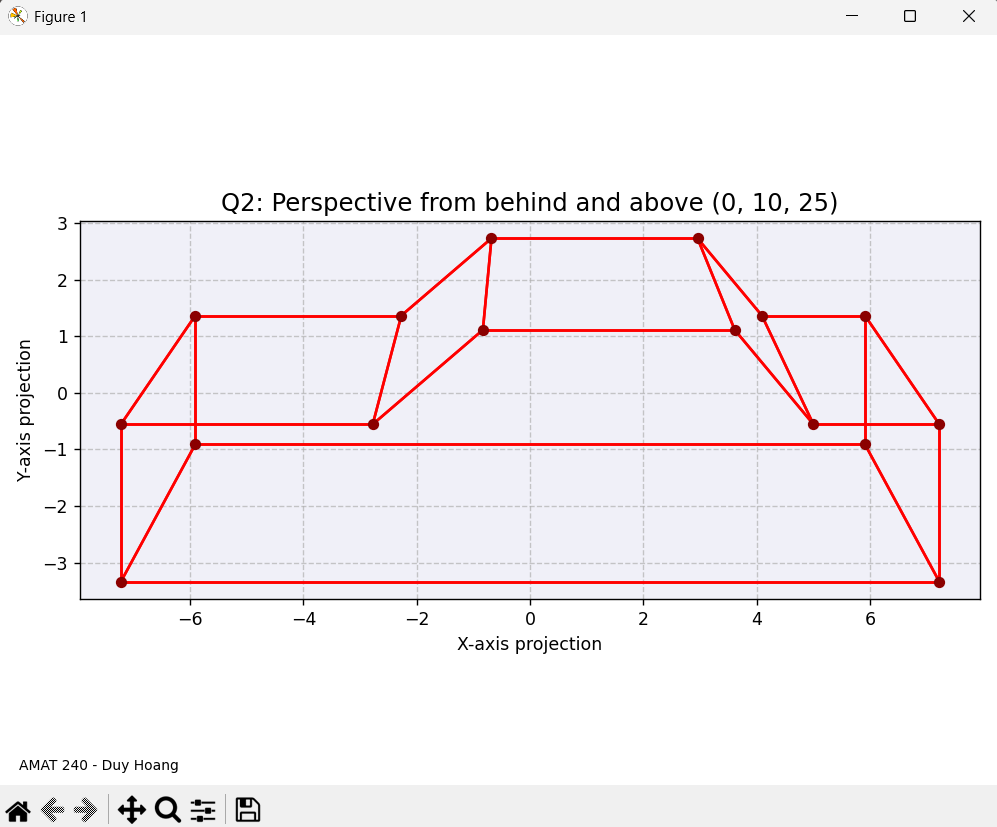 Figure 1
Q2: Perspective from behind and above (0, 10, 25)
3
2
1
0
−1
−2
−3
Y-axis projection
−6 −4 −2 0 2 4 6
X-axis projection
AMAT 240 - Duy Hoang